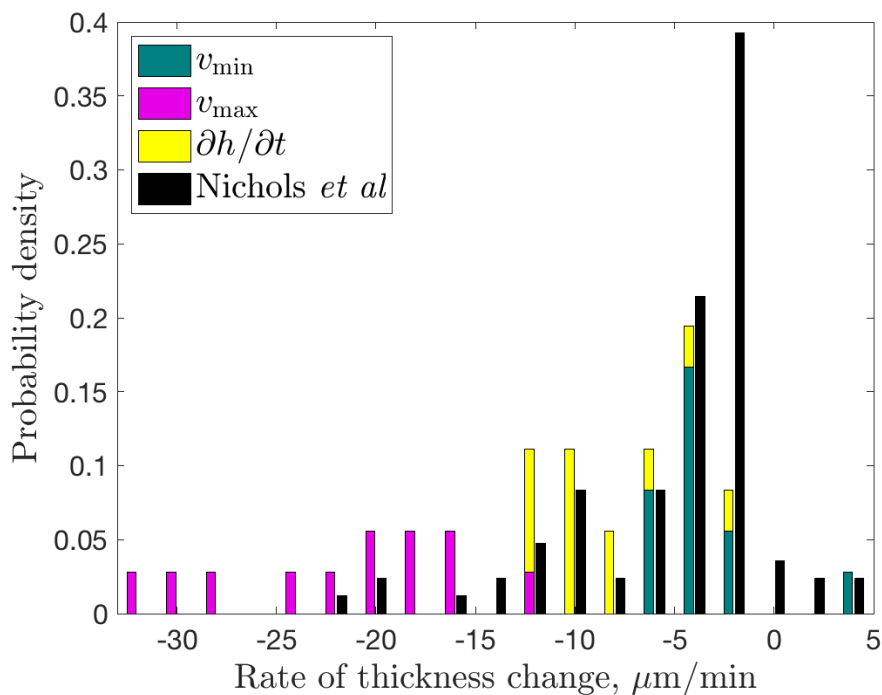 0.4
0.35
0.3
0.25
0.2
0.15
0.1
0.05
0
Probability density
v_min
v_max
∂h/∂t
Nichols et al
-30 -25 -20 -15 -10 -5 0 5
Rate of thickness change, μm/min